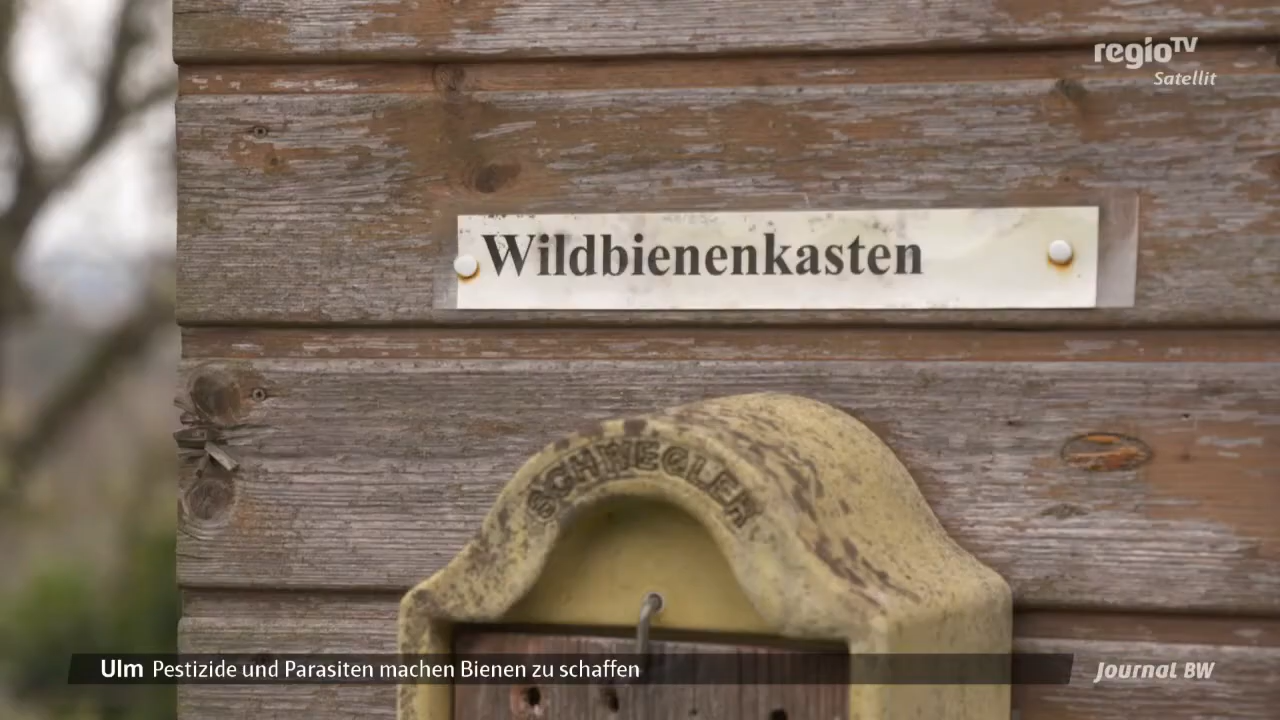 regioTV
Satellit
Wildbienenkasten
SCHWEGLER
Ulm Pestizide und Parasiten machen Bienen zu schaffen
Journal BW